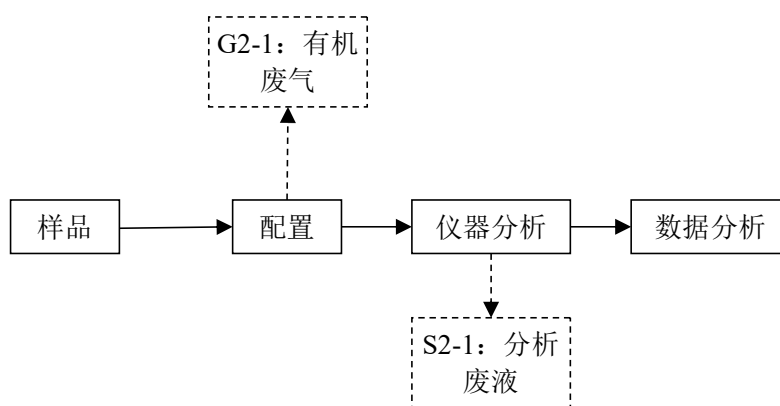 G2-1：有机
废气
样品
配置
仪器分析
数据分析
S2-1：分析
废液